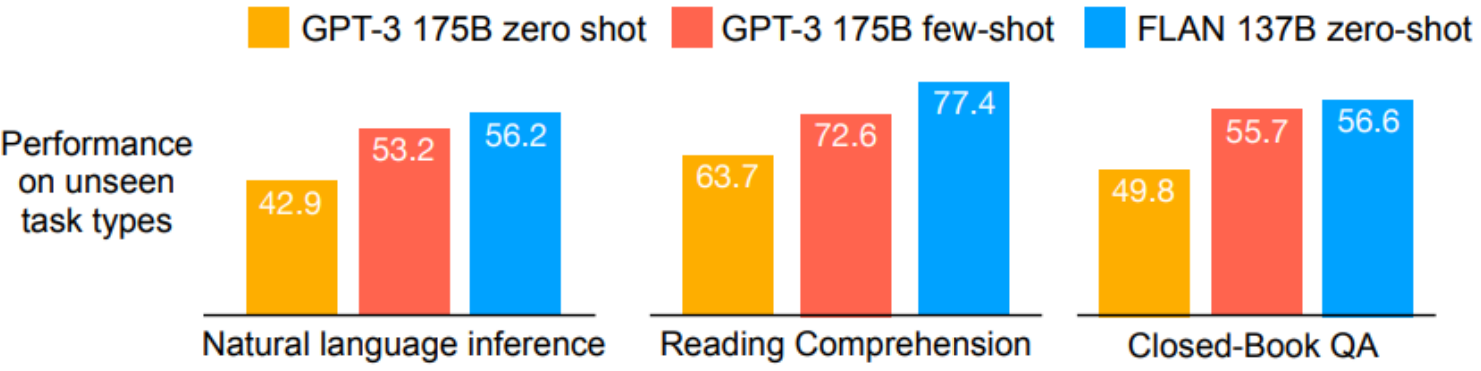 GPT-3 175B zero shot GPT-3 175B few-shot FLAN 137B zero-shot
Performance
on unseen
task types
42.9 53.2 56.2
63.7 72.6 77.4
49.8 55.7 56.6
Natural language inference Reading Comprehension Closed-Book QA